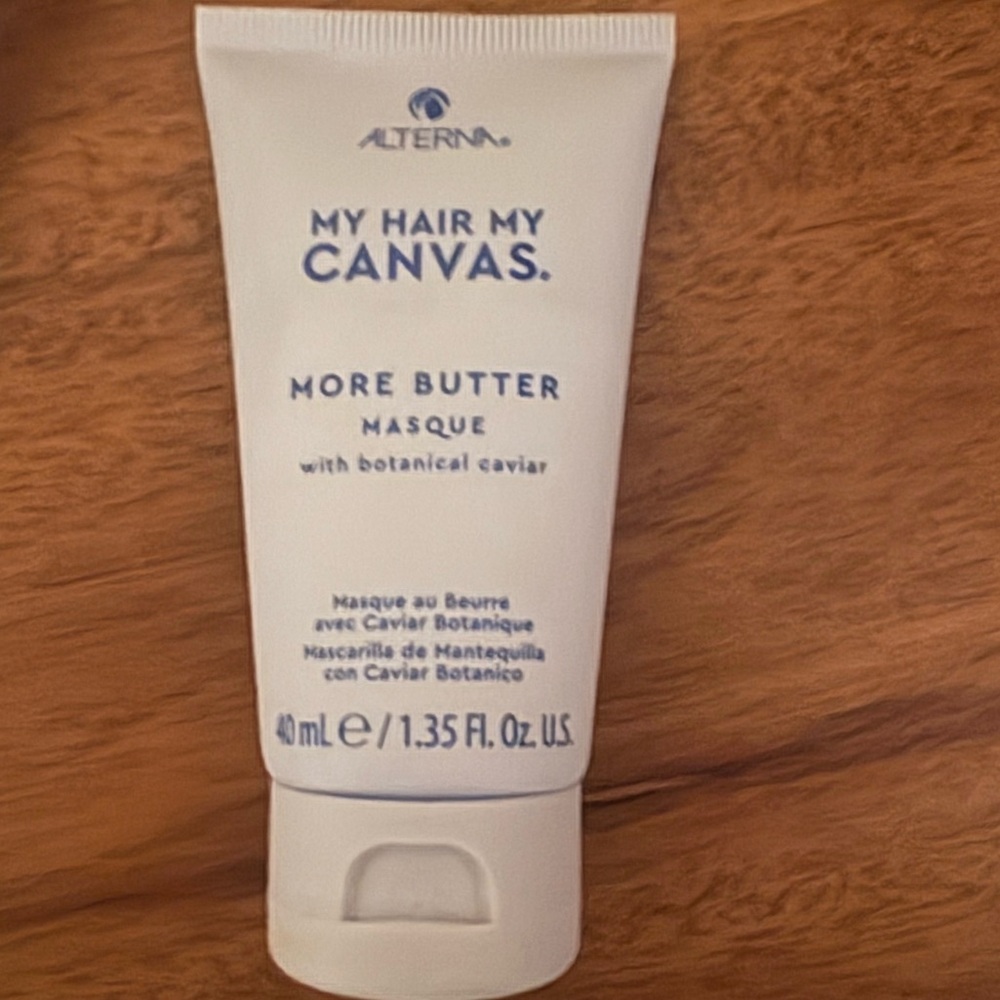 ALTERNA®
MY HAIR MY
CANVAS.
MORE BUTTER
MASQUE
with botanical caviar
Masque au Beurre
avec Caviar Botanique
Mascarilla de Mantequilla
con Caviar Botanico
40 mL ℮ / 1.35 Fl. Oz. U.S.